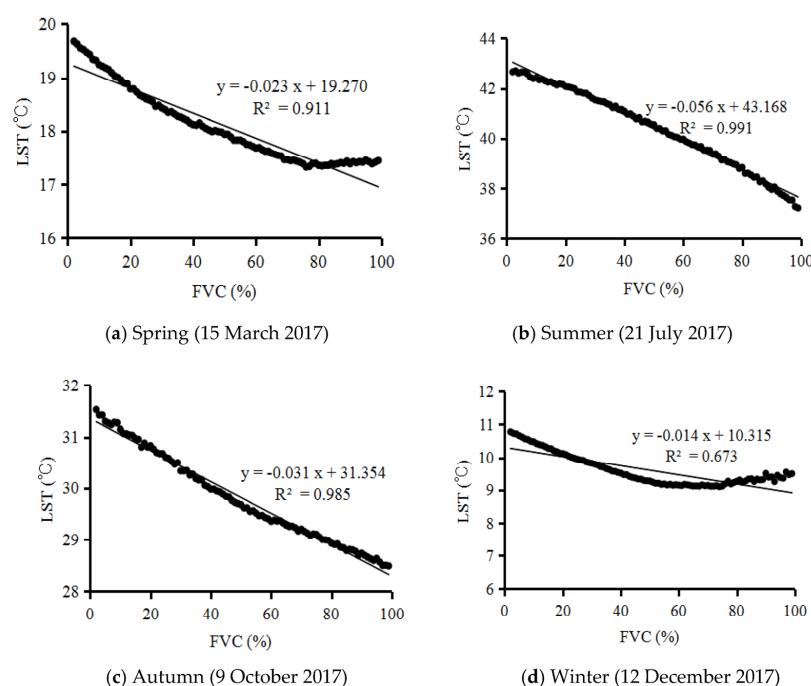 20
19
18
17
16
LST (℃)
y = -0.023 x + 19.270
R² = 0.911
0 20 40 60 80 100
FVC (%)
(a) Spring (15 March 2017)
44
42
40
38
36
LST (℃)
y = -0.056 x + 43.168
R² = 0.991
0 20 40 60 80 100
FVC (%)
(b) Summer (21 July 2017)
32
31
30
29
28
LST (℃)
y = -0.031 x + 31.354
R² = 0.985
0 20 40 60 80 100
FVC (%)
(c) Autumn (9 October 2017)
12
11
10
9
8
7
6
LST (℃)
y = -0.014 x + 10.315
R² = 0.673
0 20 40 60 80 100
FVC (%)
(d) Winter (12 December 2017)